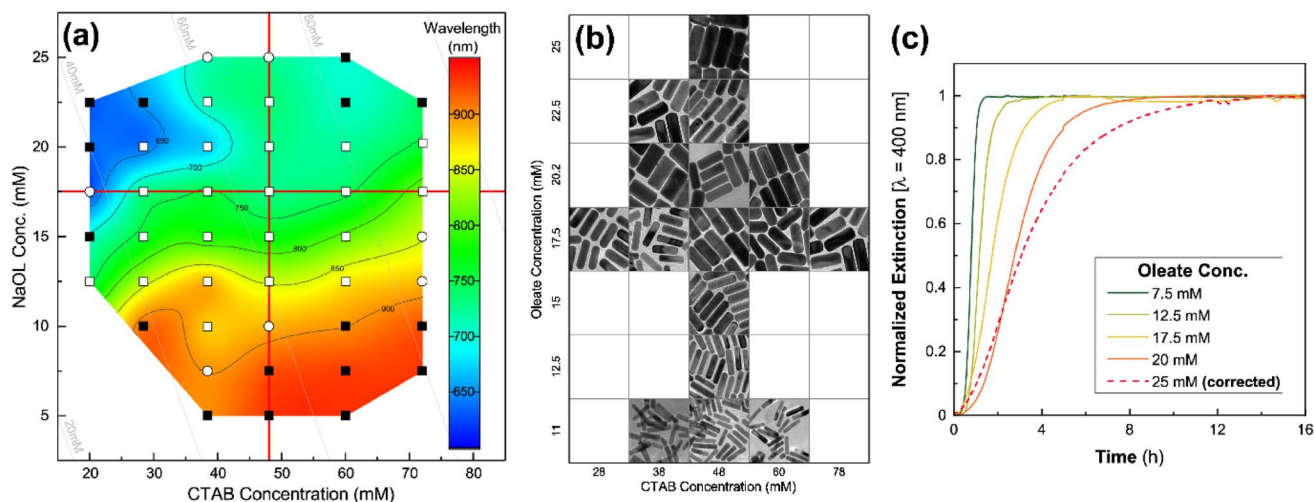 (a)
Wavelength
(nm)
60mM
80mM
40mM
20mM
650
700
750
800
850
900
25
20
15
10
5
NaOL Conc. (mM)
20
30
40
50
60
70
80
CTAB Concentration (mM)
900
850
800
750
700
650
(b)
25
22.5
20.2
17.5
15
12.5
11
Oleate Concentration (mM)
28
38
48
60
78
CTAB Concentration (mM)
(c)
Normalized Extinction [λ = 400 nm]
1
0.8
0.6
0.4
0.2
0
Oleate Conc.
7.5 mM
12.5 mM
17.5 mM
20 mM
25 mM (corrected)
0
4
8
12
16
Time (h)